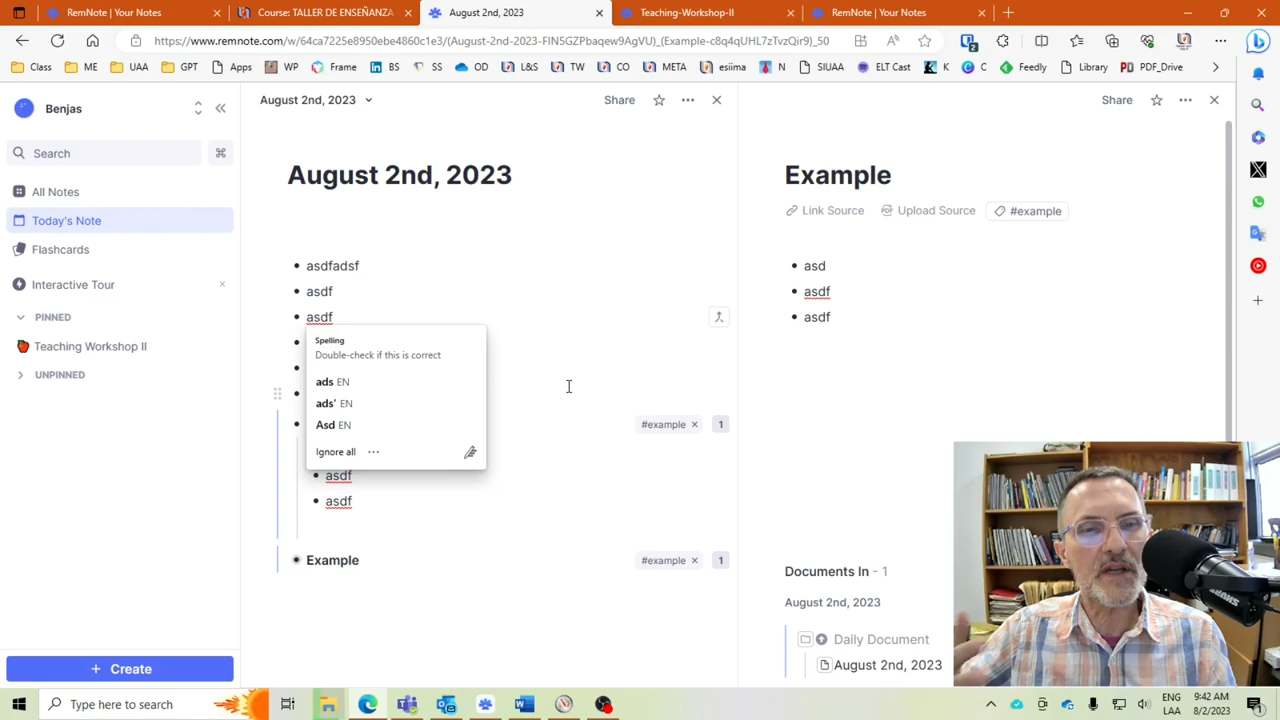 RemNote | Your Notes
Course: TALLER DE ENSEÑANZA
August 2nd, 2023
Teaching-Workshop-II
RemNote | Your Notes
https://www.remnote.com/w/64ca7225e8950ebe4860c1e3/(August-2nd-2023-FIN5GZPbaqew9AgVU)_(Example-c8q4qUHL7zTvzQir9)_50
Class
ME
UAA
GPT
Apps
WP
Frame
BS
SS
OD
L&S
TW
CO
META
esiima
N
SIUAA
ELT Cast
K
C
Feedly
Library
PDF_Drive
Benjas
August 2nd, 2023
Share
Share
Search
All Notes
Today's Note
Flashcards
Interactive Tour
PINNED
Teaching Workshop II
UNPINNED
Create
August 2nd, 2023
asdfadsf
asdf
asdf
Spelling
Double-check if this is correct
ads EN
ads' EN
Asd EN
Ignore all
#example
1
asdf
asdf
Example
#example
1
Example
Link Source
Upload Source
#example
asd
asdf
asdf
Documents In - 1
August 2nd, 2023
Daily Document
August 2nd, 2023
SHURE
Type here to search
ENG
LAA
9:42 AM
8/2/2023